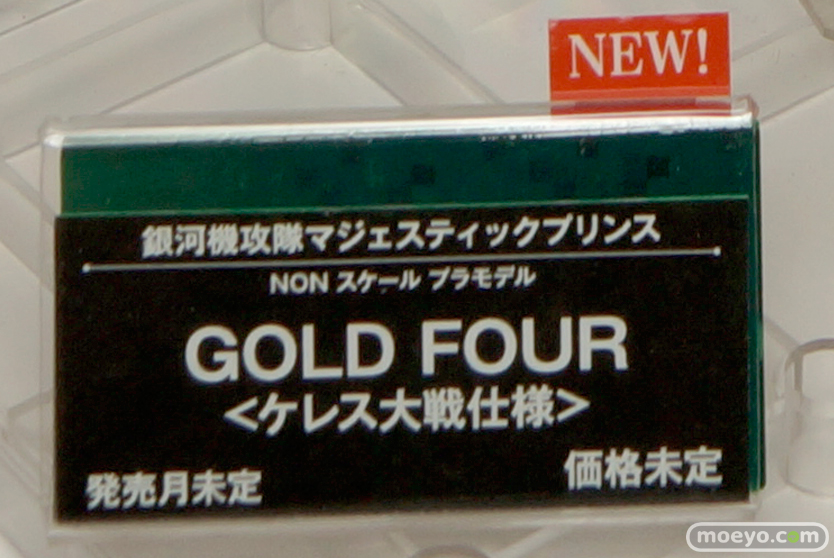 NEW!
銀河機攻隊マジェスティックプリンス
NON スケール プラモデル
GOLD FOUR
<ケレス大戦仕様>
発売月未定
価格未定
moeyo.com